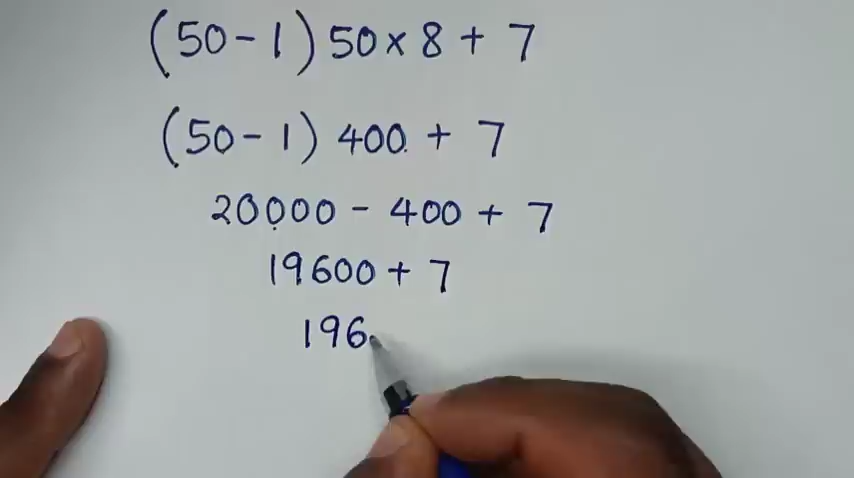 (50 - 1) 50 × 8 + 7
(50 - 1) 400 + 7
20000 - 400 + 7
19600 + 7
196